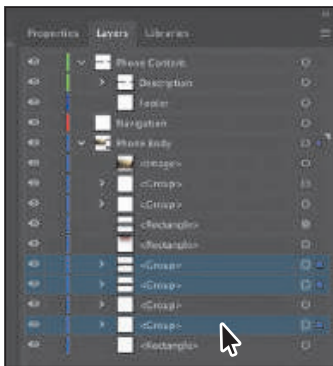 Properties Layers Libraries
Phone Content
Description
Footer
Navigation
Phone Body
<Image>
<Group>
<Group>
<Rectangle>
<Rectangle>
<Group>
<Group>
<Group>
<Group>
<Rectangle>